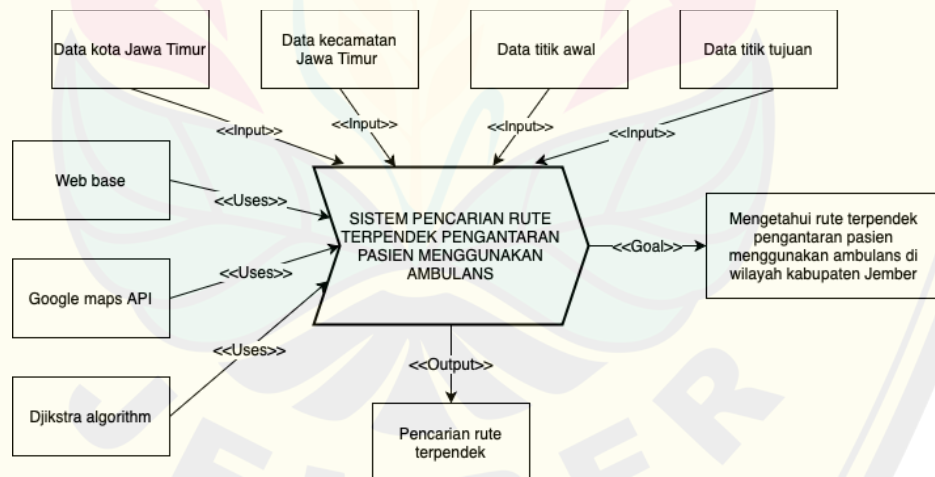 Data kota Jawa Timur
Data kecamatan
Jawa Timur
Data titik awal
Data titik tujuan
<<Input>>
<<Input>>
<<Input>>
<<Input>>
Web base
<<Uses>>
SISTEM PENCARIAN RUTE
TERPENDEK PENGANTARAN
PASIEN MENGGUNAKAN
AMBULANS
<<Goal>>
Mengetahui rute terpendek
pengantaran pasien
menggunakan ambulans di
wilayah kabupaten Jember
Google maps API
<<Uses>>
Djikstra algorithm
<<Uses>>
<<Output>>
Pencarian rute
terpendek
JEMBER